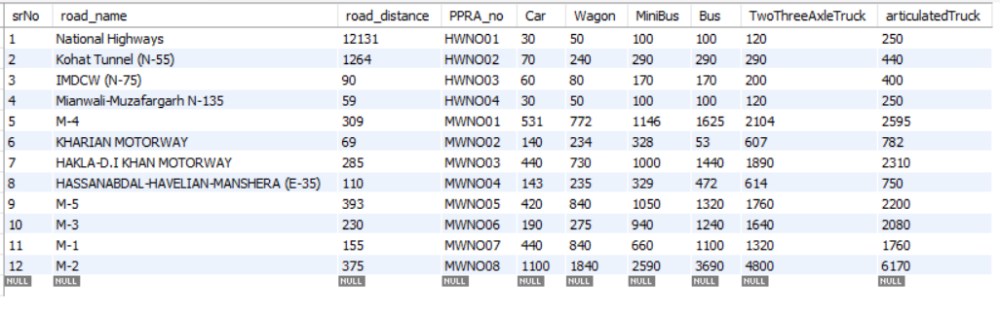 srNo road_name road_distance PPRA_no Car Wagon MiniBus Bus TwoThreeAxleTruck articulatedTruck
1 National Highways 12131 HWNO01 30 50 100 100 120 250
2 Kohat Tunnel (N-55) 1264 HWNO02 70 240 290 290 290 440
3 IMDCW (N-75) 90 HWNO03 60 80 170 170 200 400
4 Mianwali-Muzafargarh N-135 59 HWNO04 30 50 100 100 120 250
5 M-4 309 MWNO01 531 772 1146 1625 2104 2595
6 KHARIAN MOTORWAY 69 MWNO02 140 234 328 53 607 782
7 HAKLA-D.I KHAN MOTORWAY 285 MWNO03 440 730 1000 1440 1890 2310
8 HASSANABDAL-HAVELIAN-MANSHERA (E-35) 110 MWNO04 143 235 329 472 614 750
9 M-5 393 MWNO05 420 840 1050 1320 1760 2200
10 M-3 230 MWNO06 190 275 940 1240 1640 2080
11 M-1 155 MWNO07 440 840 660 1100 1320 1760
12 M-2 375 MWNO08 1100 1840 2590 3690 4800 6170
NULL NULL NULL NULL NULL NULL NULL NULL NULL NULL